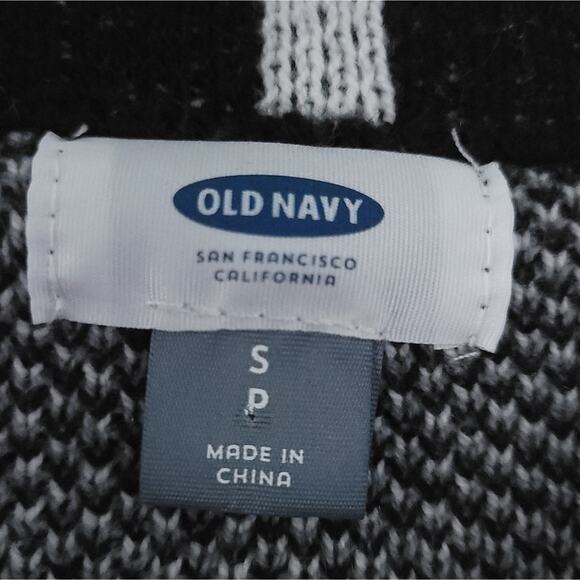 OLD NAVY
SAN FRANCISCO
CALIFORNIA
S
P
MADE IN
CHINA